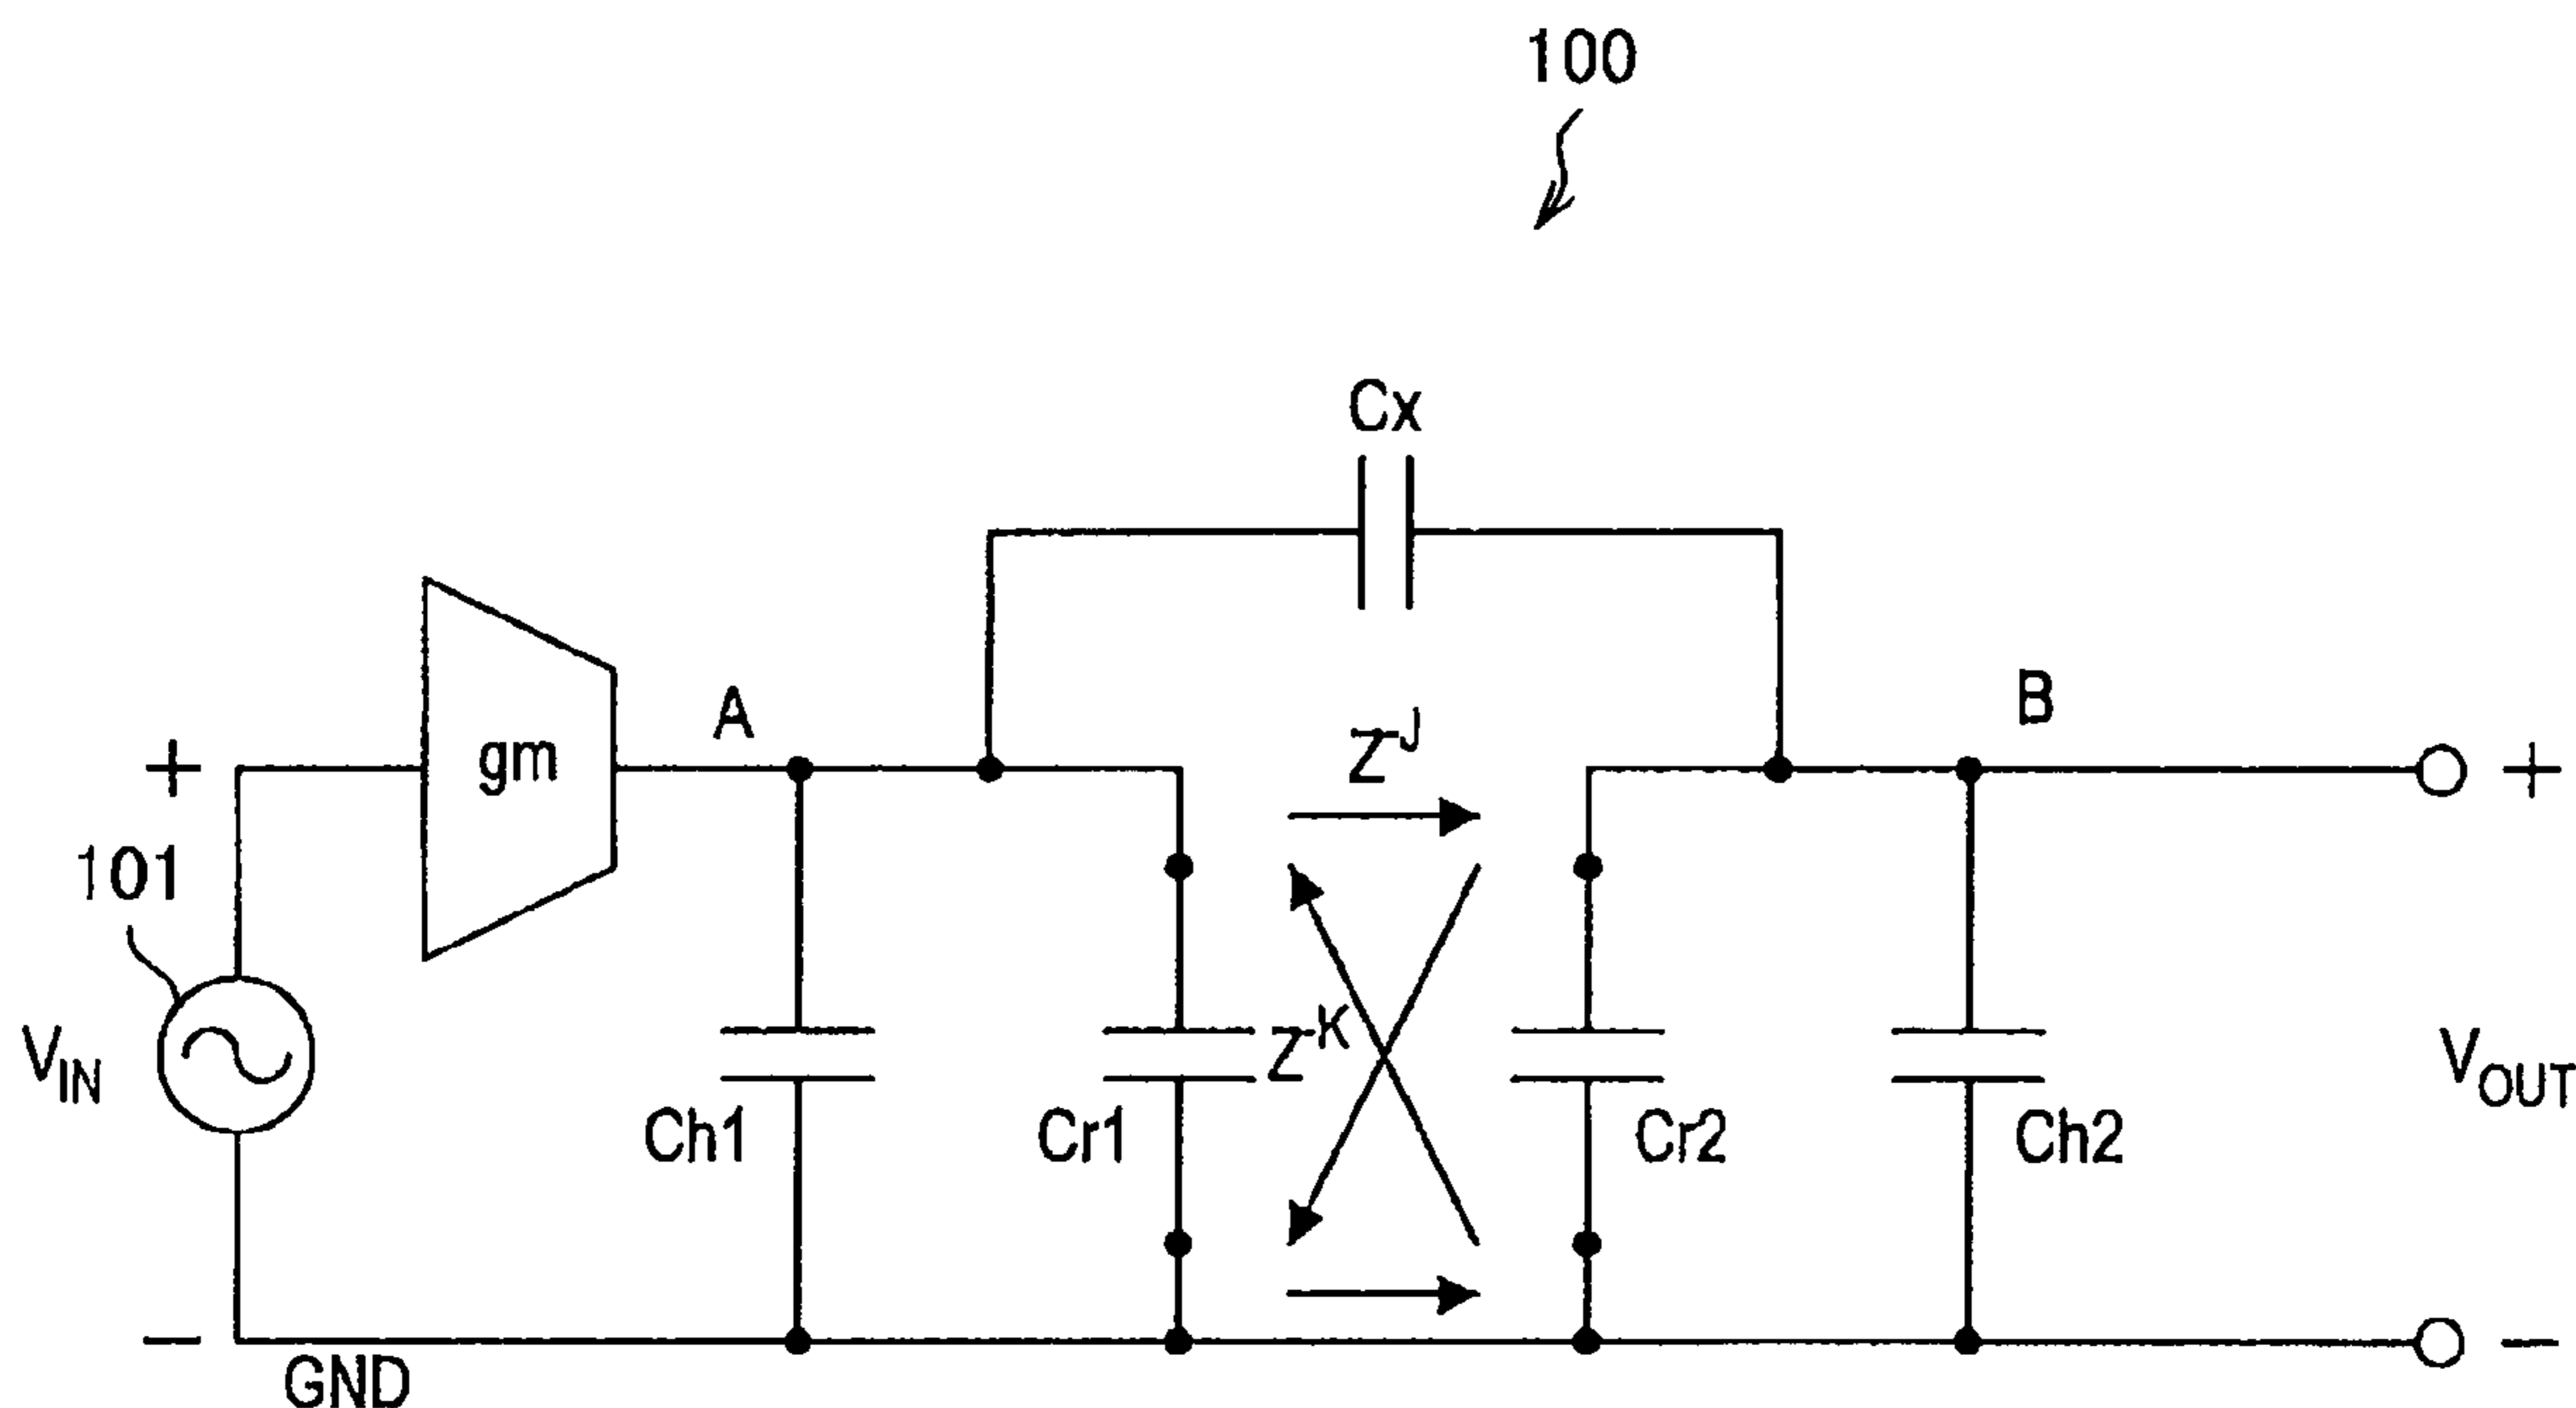 100
Cx
A
B
gm
Z^-J
+
+
101
V_IN
Z^-K
V_OUT
Ch1
Cr1
Cr2
Ch2
−
GND
−